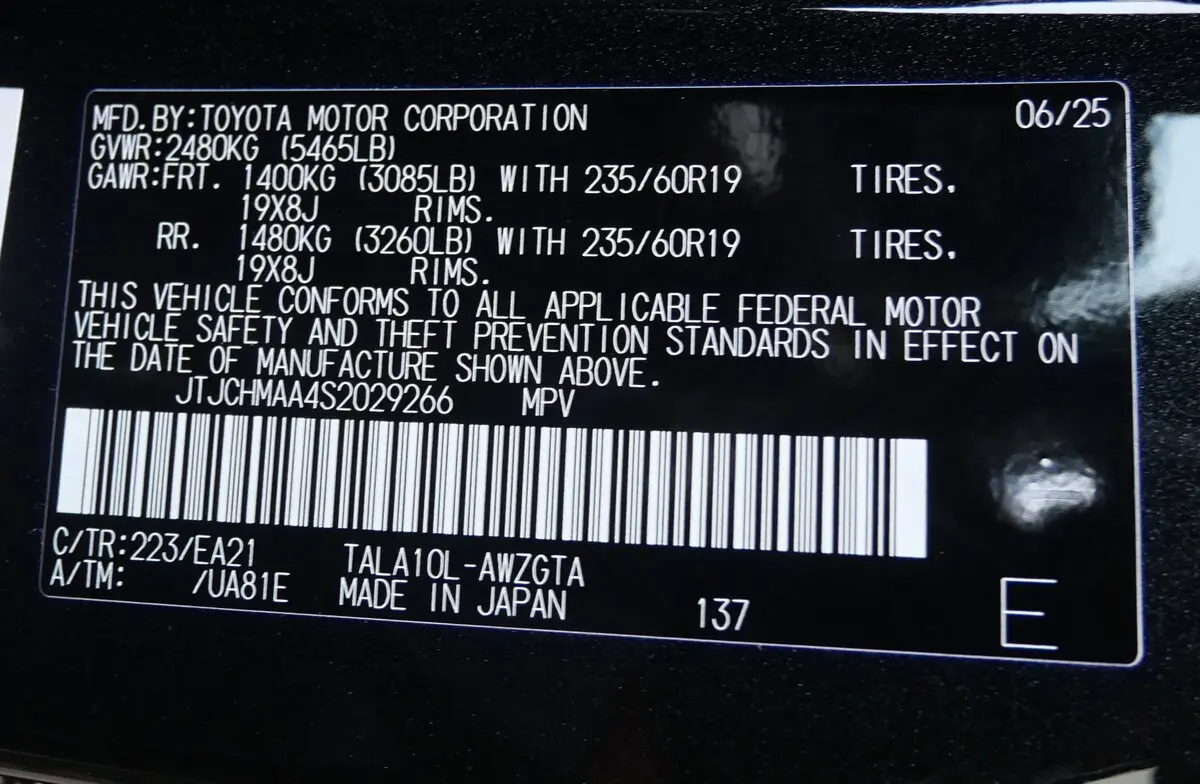 MFD.BY:TOYOTA MOTOR CORPORATION 06/25
GVWR:2480KG (5465LB)
GAWR:FRT. 1400KG (3085LB) WITH 235/60R19 TIRES.
19X8J RIMS.
RR. 1480KG (3260LB) WITH 235/60R19 TIRES.
19X8J RIMS.
THIS VEHICLE CONFORMS TO ALL APPLICABLE FEDERAL MOTOR
VEHICLE SAFETY AND THEFT PREVENTION STANDARDS IN EFFECT ON
THE DATE OF MANUFACTURE SHOWN ABOVE.
JTJCHMAA4S2029266 MPV
C/TR:223/EA21 TALA10L-AWZGTA
A/TM: /UA81E MADE IN JAPAN 137 E